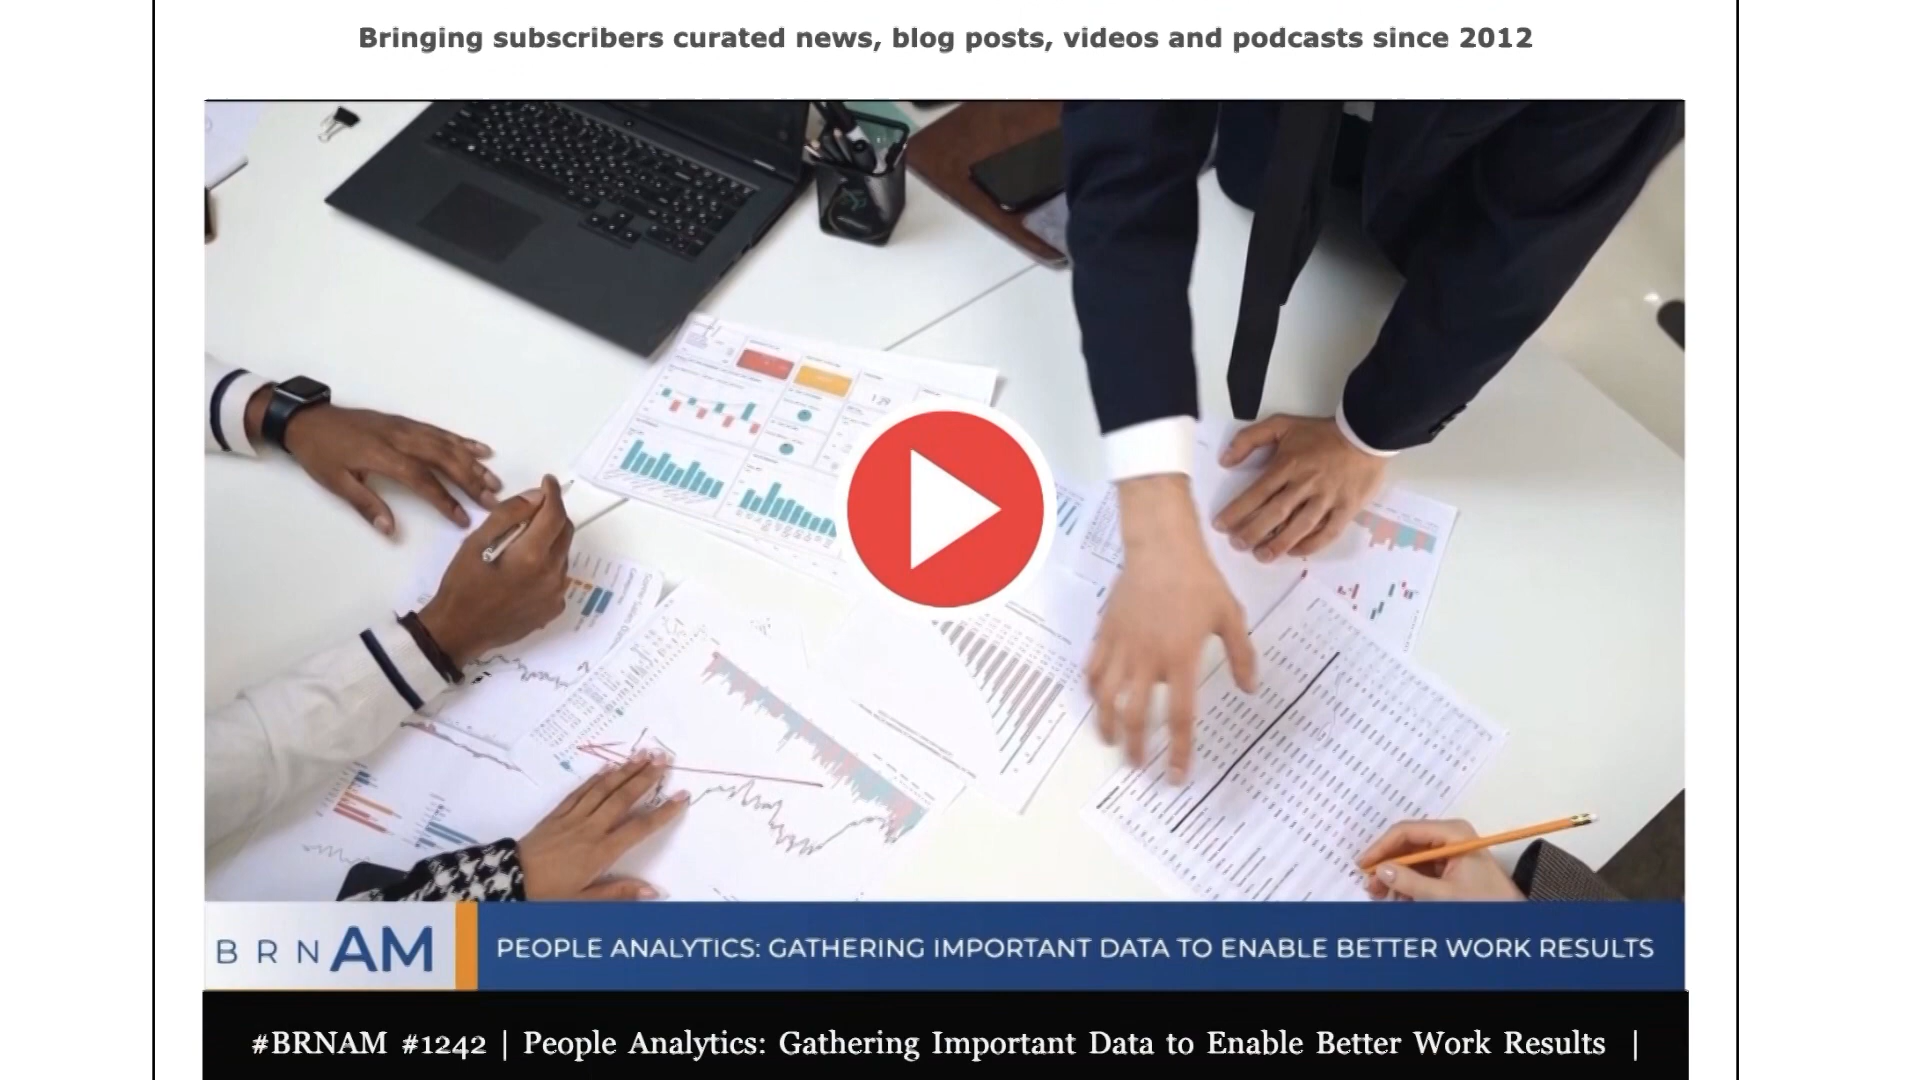 Bringing subscribers curated news, blog posts, videos and podcasts since 2012
BRNAM
PEOPLE ANALYTICS: GATHERING IMPORTANT DATA TO ENABLE BETTER WORK RESULTS
#BRNAM #1242 | People Analytics: Gathering Important Data to Enable Better Work Results |